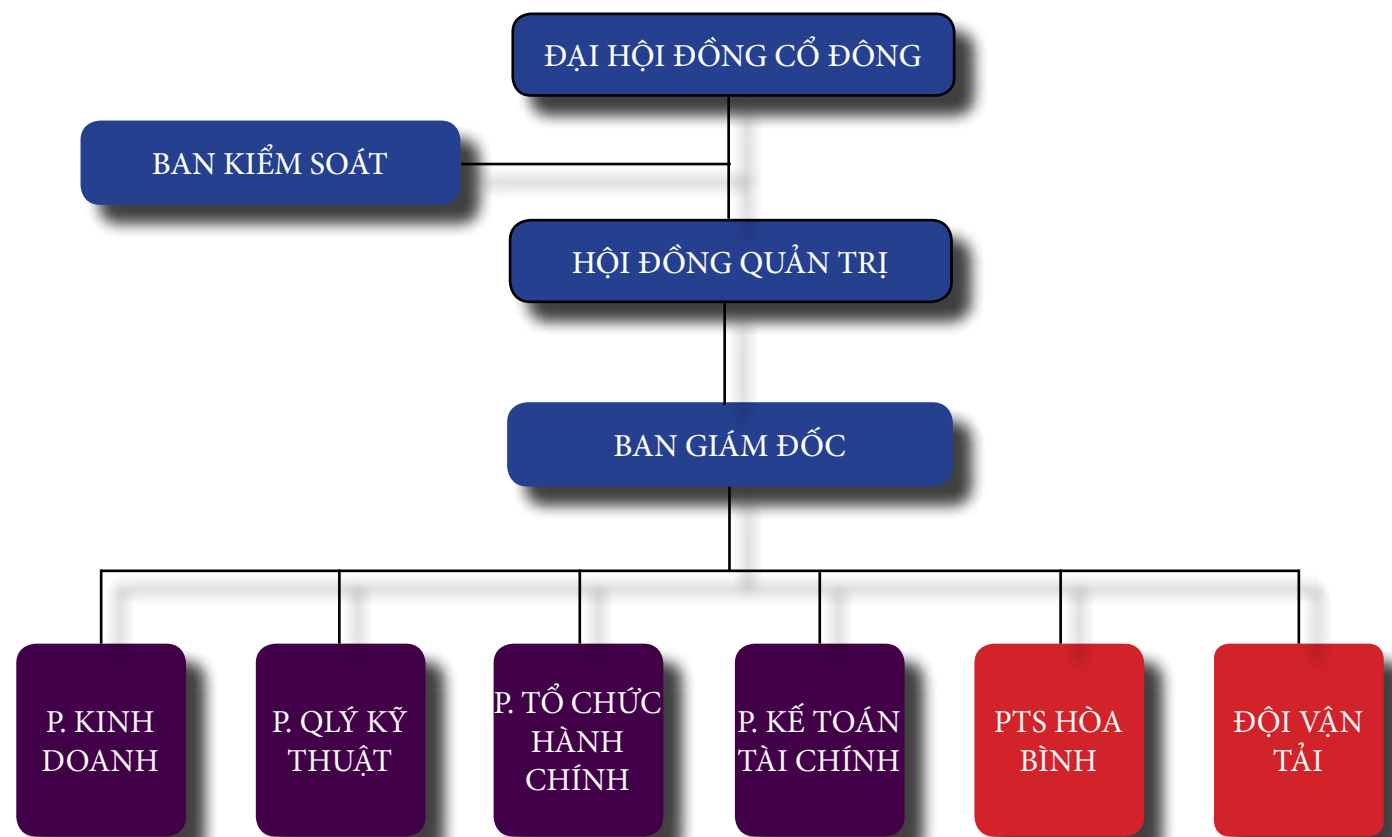 ĐẠI HỘI ĐỒNG CỔ ĐÔNG
BAN KIỂM SOÁT
HỘI ĐỒNG QUẢN TRỊ
BAN GIÁM ĐỐC
P. KINH
DOANH
P. QLÝ KỸ
THUẬT
P. TỔ CHỨC
HÀNH
CHÍNH
P. KẾ TOÁN
TÀI CHÍNH
PTS HÒA
BÌNH
ĐỘI VẬN
TẢI